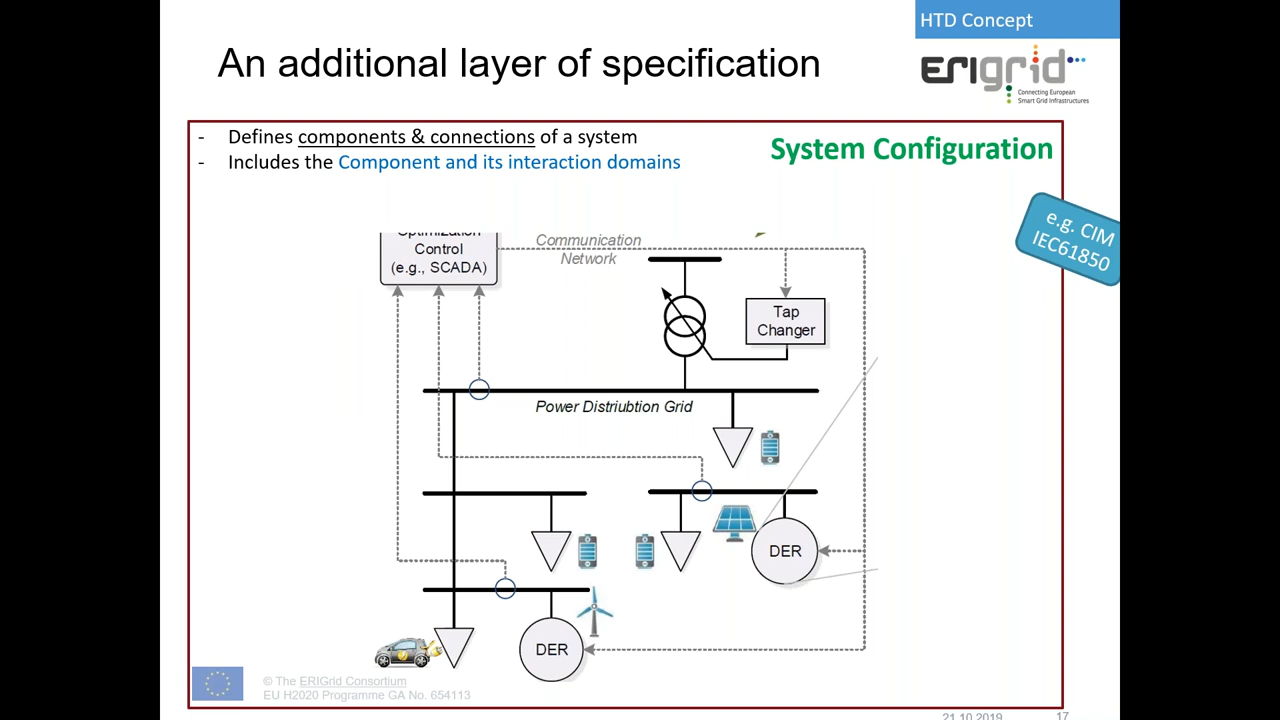 HTD Concept
An additional layer of specification
ERIGrid
Connecting European
Smart Grid Infrastructures
- Defines components & connections of a system
- Includes the Component and its interaction domains
System Configuration
e.g. CIM
IEC61850
Optimization
Control
(e.g., SCADA)
Communication
Network
Tap
Changer
Power Distriubtion Grid
DER
DER
© The ERIGrid Consortium
EU H2020 Programme GA No. 654113
21.10.2019
17